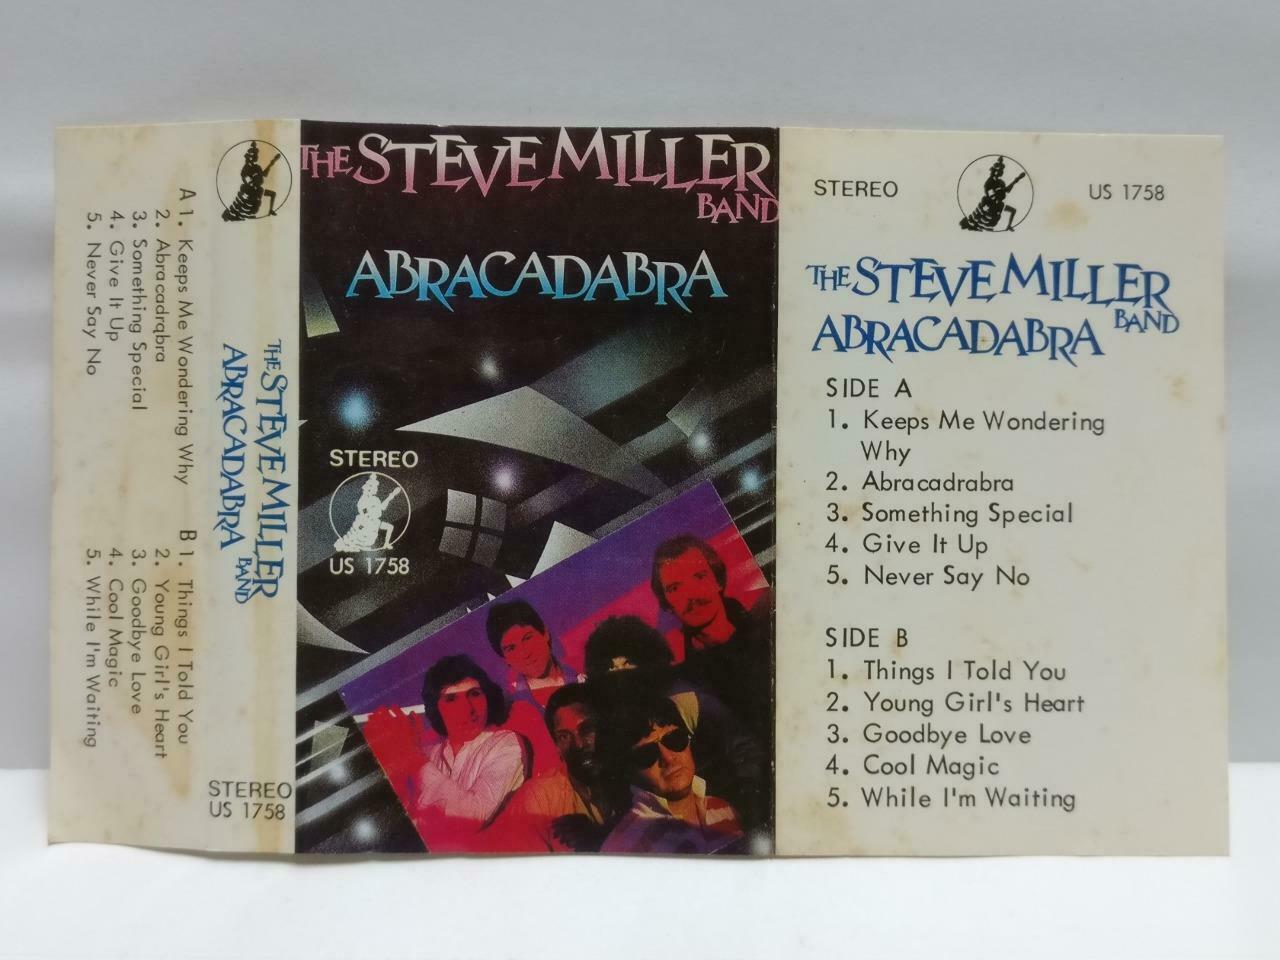 A 1. Keeps Me Wondering Why
2. Abracadrqbra
3. Something Special
4. Give It Up
5. Never Say No
B 1. Things I Told You
2. Young Girl's Heart
3. Goodbye Love
4. Cool Magic
5. While I'm Waiting
THE STEVE MILLER
BAND
ABRACADABRA
STEREO
US 1758
THE STEVE MILLER
BAND
ABRACADABRA
STEREO
US 1758
STEREO
US 1758
THE STEVE MILLER
BAND
ABRACADABRA
SIDE A
1. Keeps Me Wondering
Why
2. Abracadrabra
3. Something Special
4. Give It Up
5. Never Say No
SIDE B
1. Things I Told You
2. Young Girl's Heart
3. Goodbye Love
4. Cool Magic
5. While I'm Waiting